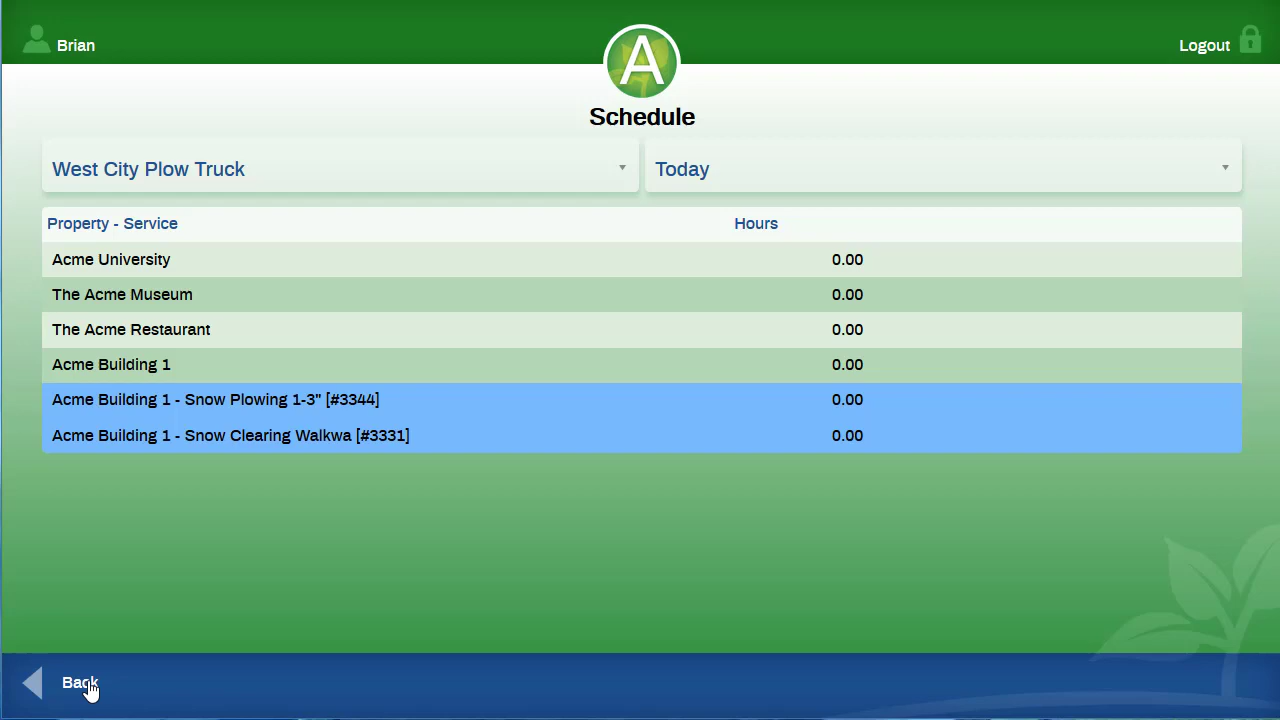 Brian
Logout
A
Schedule
West City Plow Truck
Today
Property - Service
Hours
Acme University
0.00
The Acme Museum
0.00
The Acme Restaurant
0.00
Acme Building 1
0.00
Acme Building 1 - Snow Plowing 1-3" [#3344]
0.00
Acme Building 1 - Snow Clearing Walkwa [#3331]
0.00
Back